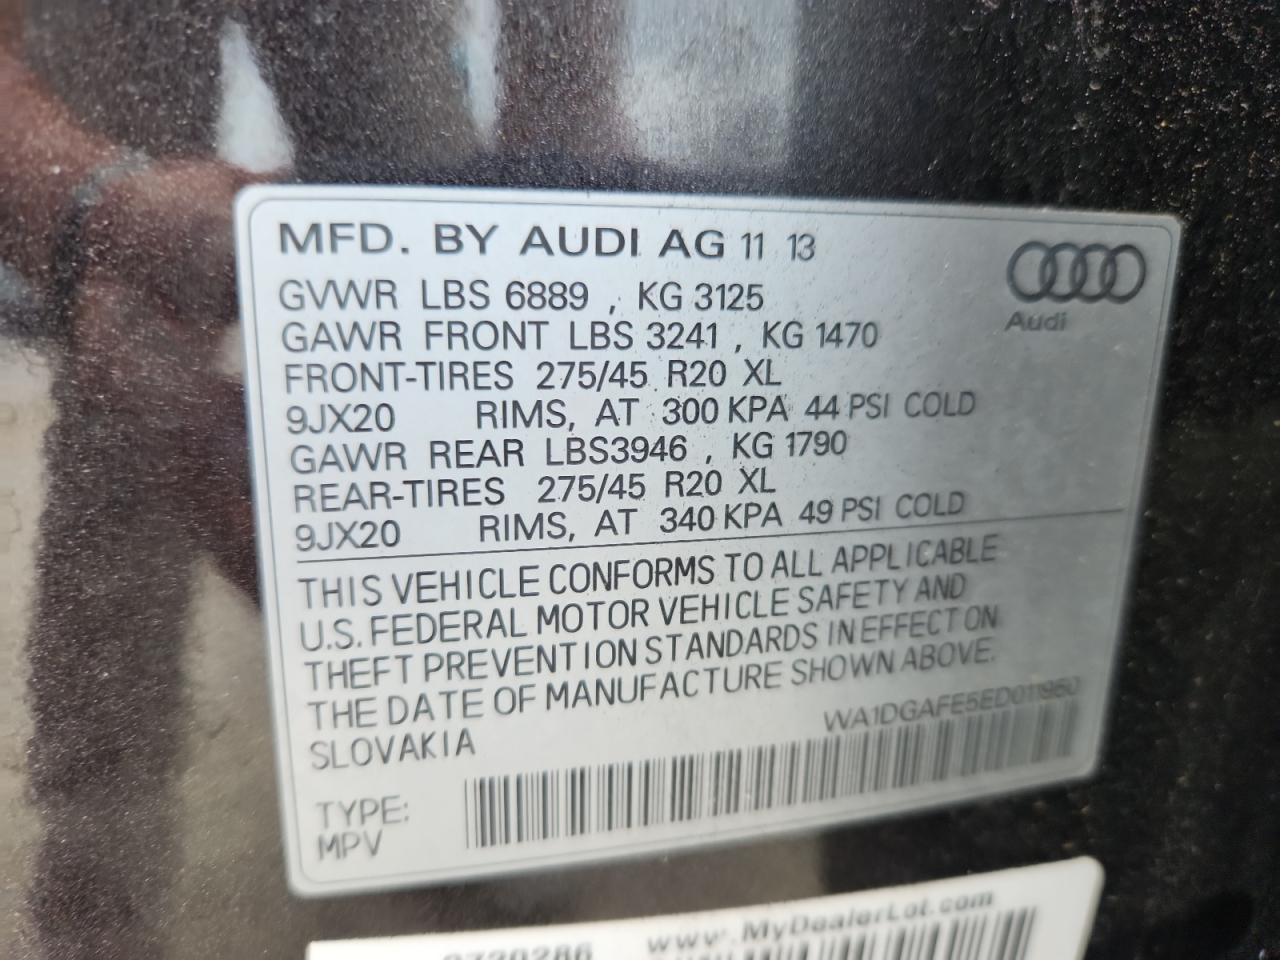 MFD. BY AUDI AG 11 13
GVWR LBS 6889 , KG 3125
GAWR FRONT LBS 3241 , KG 1470
FRONT-TIRES 275/45 R20 XL
9JX20 RIMS, AT 300 KPA 44 PSI COLD
GAWR REAR LBS3946 , KG 1790
REAR-TIRES 275/45 R20 XL
9JX20 RIMS, AT 340 KPA 49 PSI COLD
Audi
THIS VEHICLE CONFORMS TO ALL APPLICABLE
U.S. FEDERAL MOTOR VEHICLE SAFETY AND
THEFT PREVENTION STANDARDS IN EFFECT ON
THE DATE OF MANUFACTURE SHOWN ABOVE.
SLOVAKIA
WA1DGAFE5ED011960
TYPE:
MPV
www.MyDealerLot.com